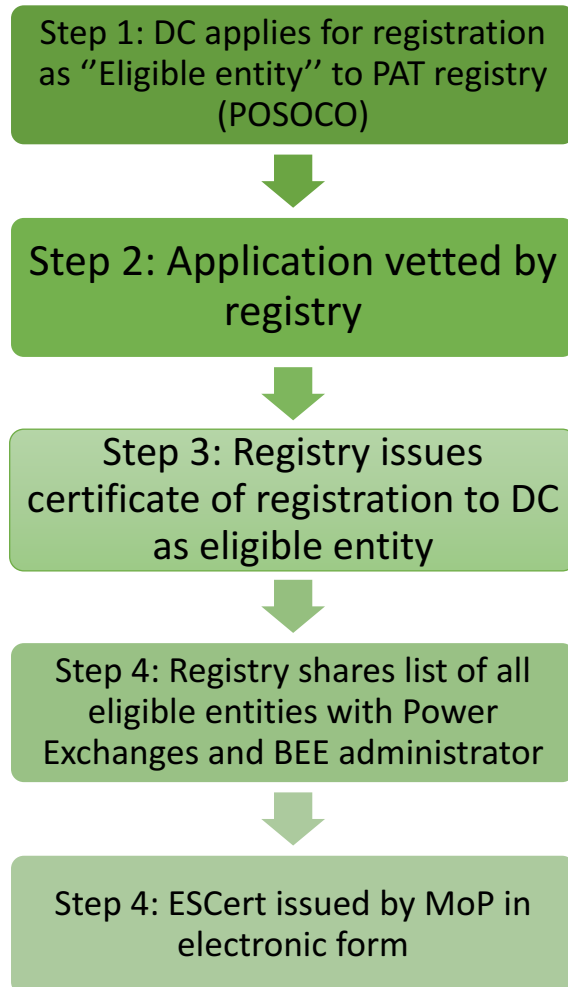 Step 1: DC applies for registration
as ‘’Eligible entity’’ to PAT registry
(POSOCO)
Step 2: Application vetted by
registry
Step 3: Registry issues
certificate of registration to DC
as eligible entity
Step 4: Registry shares list of all
eligible entities with Power
Exchanges and BEE administrator
Step 4: ESCert issued by MoP in
electronic form